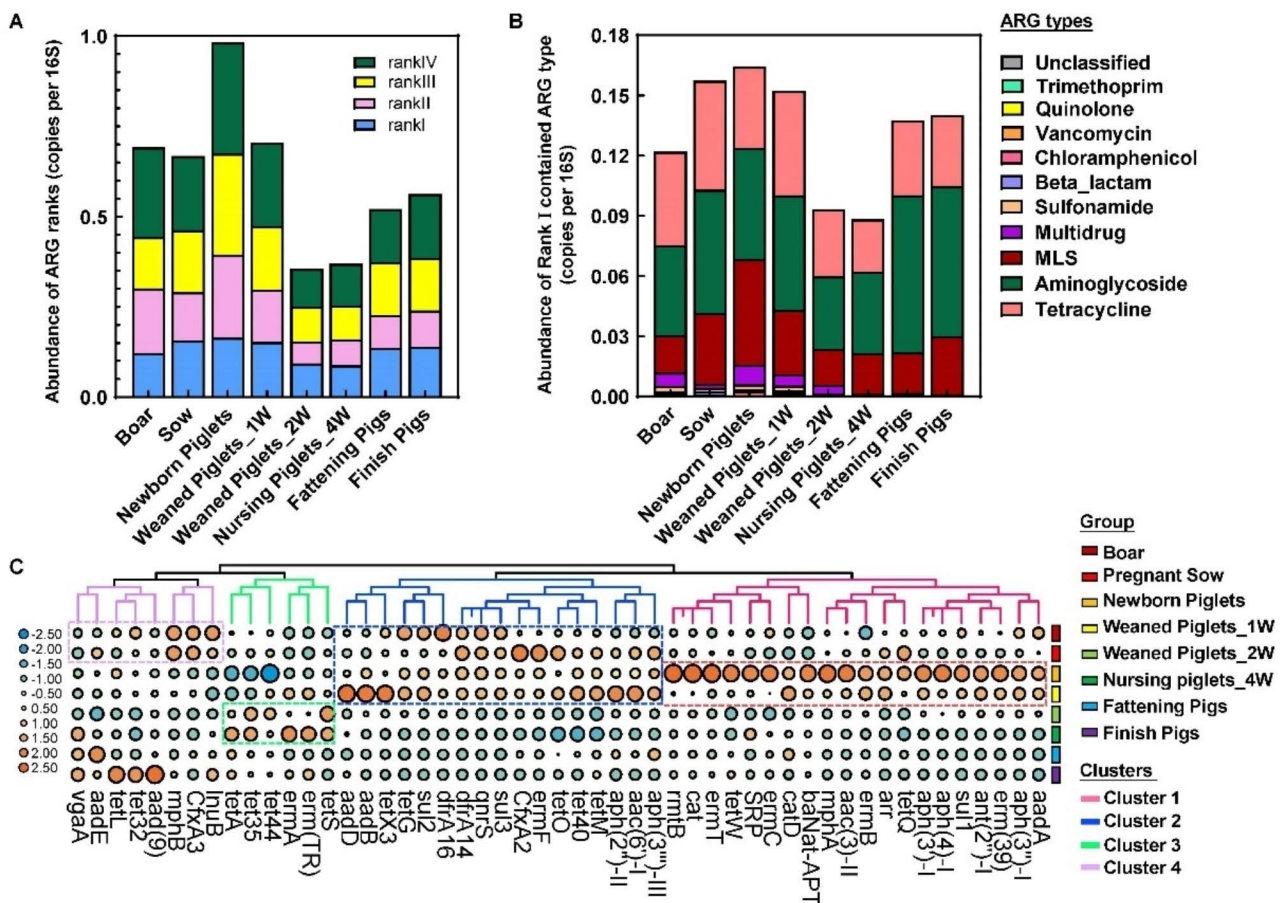 A
Abundance of ARG ranks (copies per 16S)
1.0
0.5
0.0
rankIV
rankIII
rankII
rankI
Boar
Sow
Newborn Piglets
Weaned Piglets_1W
Weaned Piglets_2W
Nursing Piglets_4W
Fattening Pigs
Finish Pigs
B
Abundance of Rank I contained ARG type
(copies per 16S)
0.18
0.15
0.12
0.09
0.06
0.03
0.00
Boar
Sow
Newborn Piglets
Weaned Piglets_1W
Weaned Piglets_2W
Nursing Piglets_4W
Fattening Pigs
Finish Pigs
ARG types
Unclassified
Trimethoprim
Quinolone
Vancomycin
Chloramphenicol
Beta_lactam
Sulfonamide
Multidrug
MLS
Aminoglycoside
Tetracycline
C
-2.50
-2.00
-1.50
-1.00
-0.50
0.50
1.00
1.50
2.00
2.50
vgaA
aadE
tetL
tet32
aad(9)
mphB
CfxA3
lnuB
tetA
tet35
tet44
ermA
erm(TR)
tetS
aadD
aadB
tetX3
tetG
sul2
dfrA16
dfrA14
qnrS
sul3
CfxA2
ermF
tetO
tet40
tetM
aph(2")-II
aac(6')-I
aph(3''')-III
rmtB
cat
ermT
tetW
SRP
ermC
catD
baNat-APT
mphA
aac(3)-II
ermB
arr
tetQ
aph(3')-I
aph(4)-I
sul1
ant(2'')-I
erm(39)
aph(3'')-I
aadA
Group
Boar
Pregnant Sow
Newborn Piglets
Weaned Piglets_1W
Weaned Piglets_2W
Nursing piglets_4W
Fattening Pigs
Finish Pigs
Clusters
Cluster 1
Cluster 2
Cluster 3
Cluster 4